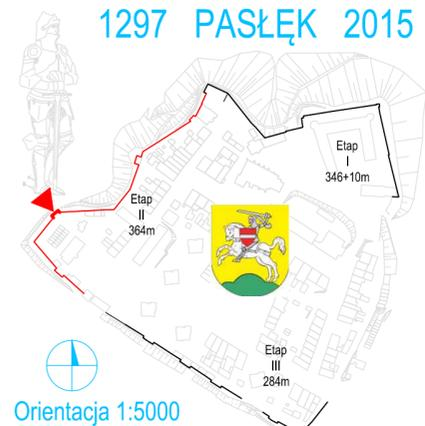 1297 PASŁĘK 2015
Etap
I
346+10m
Etap
II
364m
Etap
III
284m
Orientacja 1:5000